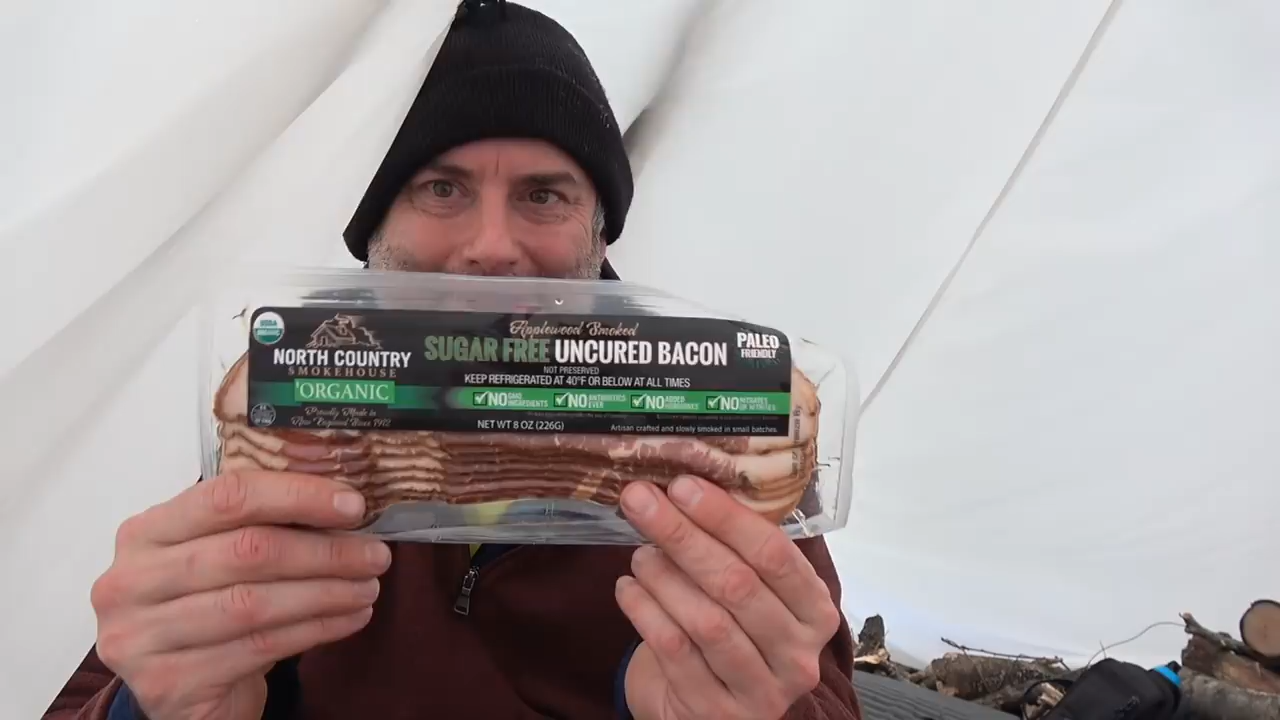 USDA
ORGANIC
NORTH COUNTRY
SMOKEHOUSE
ORGANIC
Proudly Made in
New England Since 1912
Applewood Smoked
SUGAR FREE UNCURED BACON
NOT PRESERVED
KEEP REFRIGERATED AT 40°F OR BELOW AT ALL TIMES
NO GMO INGREDIENTS
NO ANTIBIOTICS EVER
NO ADDED HORMONES
NO NITRATES OR NITRITES
NET WT 8 OZ (226G)
Artisan crafted and slowly smoked in small batches.
PALEO
FRIENDLY